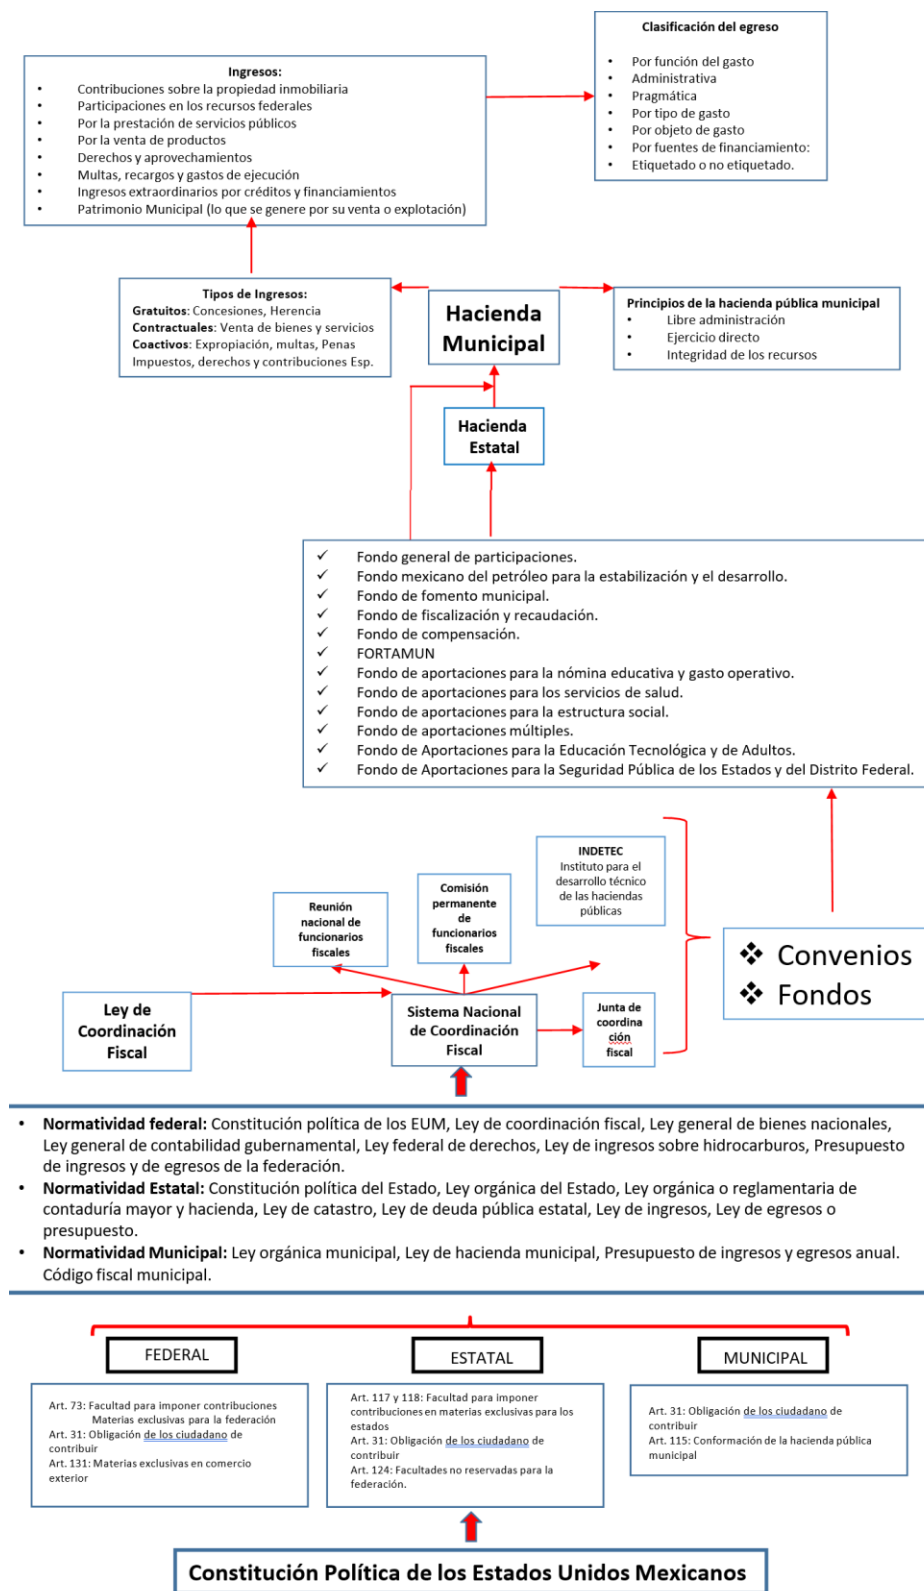 Clasificación del egreso
• Por función del gasto
• Administrativa
• Pragmática
• Por tipo de gasto
• Por objeto de gasto
• Por fuentes de financiamiento:
• Etiquetado o no etiquetado.
Ingresos:
• Contribuciones sobre la propiedad inmobiliaria
• Participaciones en los recursos federales
• Por la prestación de servicios públicos
• Por la venta de productos
• Derechos y aprovechamientos
• Multas, recargos y gastos de ejecución
• Ingresos extraordinarios por créditos y financiamientos
• Patrimonio Municipal (lo que se genere por su venta o explotación)
Tipos de Ingresos:
Gratuitos: Concesiones, Herencia
Contractuales: Venta de bienes y servicios
Coactivos: Expropiación, multas, Penas
Impuestos, derechos y contribuciones Esp.
Hacienda
Municipal
Principios de la hacienda pública municipal
• Libre administración
• Ejercicio directo
• Integridad de los recursos
Hacienda
Estatal
✓ Fondo general de participaciones.
✓ Fondo mexicano del petróleo para la estabilización y el desarrollo.
✓ Fondo de fomento municipal.
✓ Fondo de fiscalización y recaudación.
✓ Fondo de compensación.
✓ FORTAMUN
✓ Fondo de aportaciones para la nómina educativa y gasto operativo.
✓ Fondo de aportaciones para los servicios de salud.
✓ Fondo de aportaciones para la estructura social.
✓ Fondo de aportaciones múltiples.
✓ Fondo de Aportaciones para la Educación Tecnológica y de Adultos.
✓ Fondo de Aportaciones para la Seguridad Pública de los Estados y del Distrito Federal.
INDETEC
Instituto para el
desarrollo técnico
de las haciendas
públicas
Comisión
permanente
de
funcionarios
fiscales
Reunión
nacional de
funcionarios
fiscales
❖ Convenios
❖ Fondos
Ley de
Coordinación
Fiscal
Sistema Nacional
de Coordinación
Fiscal
Junta de
coordina
ción
fiscal
• Normatividad federal: Constitución política de los EUM, Ley de coordinación fiscal, Ley general de bienes nacionales,
Ley general de contabilidad gubernamental, Ley federal de derechos, Ley de ingresos sobre hidrocarburos, Presupuesto
de ingresos y de egresos de la federación.
• Normatividad Estatal: Constitución política del Estado, Ley orgánica del Estado, Ley orgánica o reglamentaria de
contaduría mayor y hacienda, Ley de catastro, Ley de deuda pública estatal, Ley de ingresos, Ley de egresos o
presupuesto.
• Normatividad Municipal: Ley orgánica municipal, Ley de hacienda municipal, Presupuesto de ingresos y egresos anual.
Código fiscal municipal.
FEDERAL
Art. 73: Facultad para imponer contribuciones
Materias exclusivas para la federación
Art. 31: Obligación de los ciudadano de
contribuir
Art. 131: Materias exclusivas en comercio
exterior
ESTATAL
Art. 117 y 118: Facultad para imponer
contribuciones en materias exclusivas para los
estados
Art. 31: Obligación de los ciudadano de
contribuir
Art. 124: Facultades no reservadas para la
federación.
MUNICIPAL
Art. 31: Obligación de los ciudadano de
contribuir
Art. 115: Conformación de la hacienda pública
municipal
Constitución Política de los Estados Unidos Mexicanos